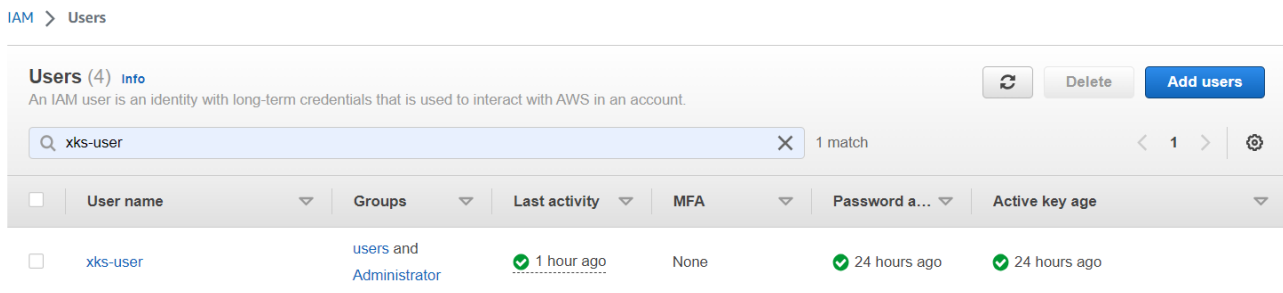 IAM > Users
Users (4) Info
Delete
Add users
An IAM user is an identity with long-term credentials that is used to interact with AWS in an account.
xks-user
1 match
1
User name
Groups
Last activity
MFA
Password a...
Active key age
xks-user
users and
Administrator
1 hour ago
None
24 hours ago
24 hours ago